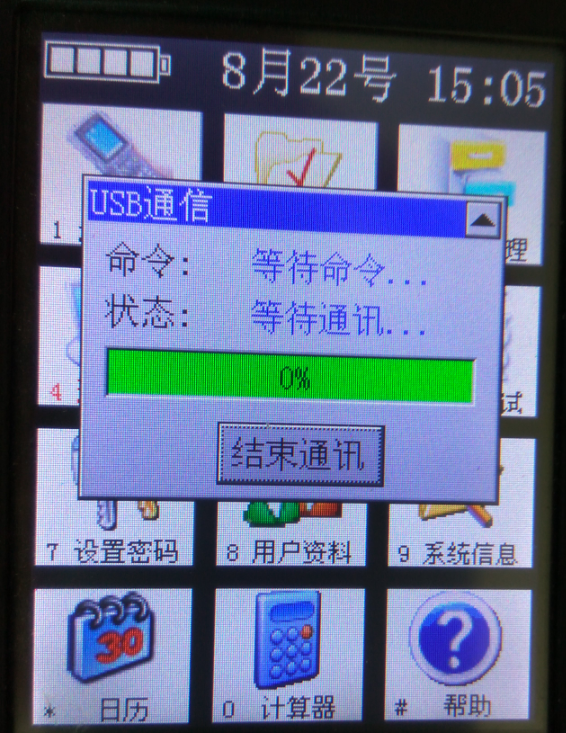 8月22号 15:05
USB通信
命令: 等待命令...
状态: 等待通讯...
0%
结束通讯
1
理
4
试
7 设置密码
8 用户资料
9 系统信息
30
* 日历
0 计算器
# 帮助